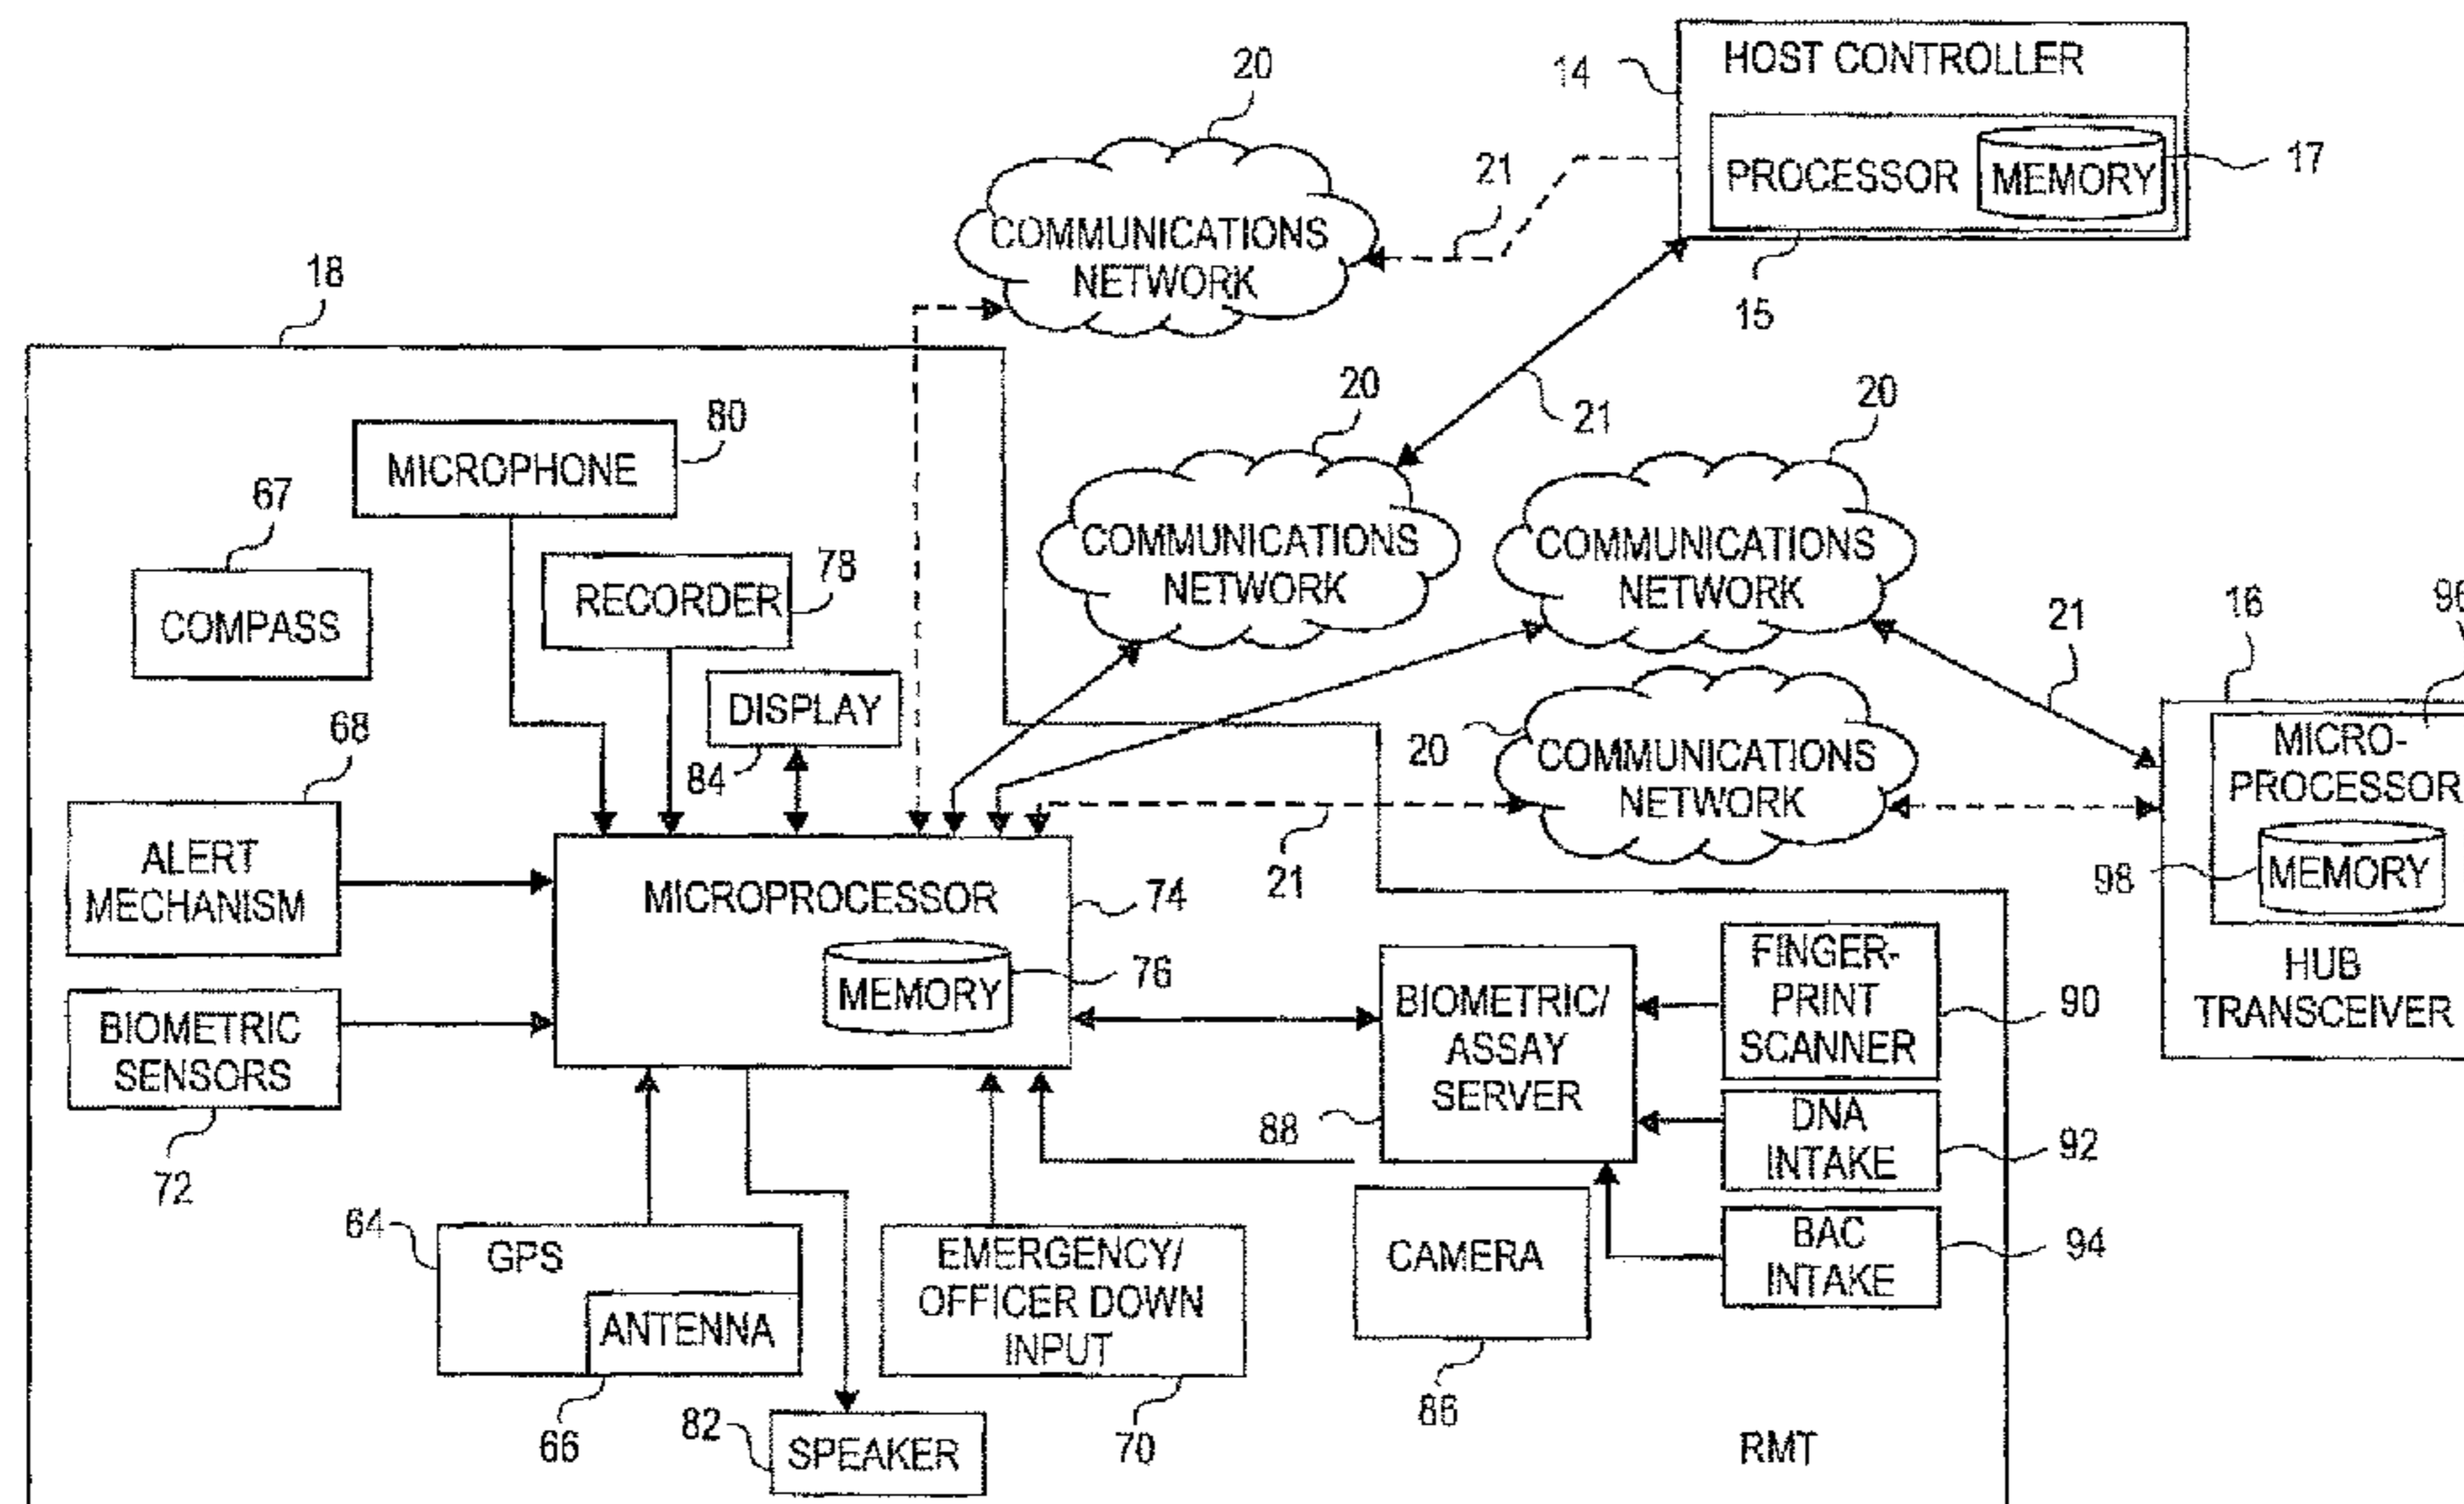 20
14
HOST CONTROLLER
PROCESSOR
MEMORY
17
15
21
COMMUNICATIONS
NETWORK
18
20
21
20
80
MICROPHONE
67
COMPASS
78
RECORDER
COMMUNICATIONS
NETWORK
COMMUNICATIONS
NETWORK
21
16
96
DISPLAY
84
20
COMMUNICATIONS
NETWORK
21
MICRO-
PROCESSOR
MEMORY
98
HUB
TRANSCEIVER
68
ALERT
MECHANISM
MICROPROCESSOR
74
MEMORY
76
BIOMETRIC
SENSORS
72
BIOMETRIC/
ASSAY
SERVER
88
FINGER-
PRINT
SCANNER
90
DNA
INTAKE
92
BAC
INTAKE
94
64
GPS
ANTENNA
66
EMERGENCY/
OFFICER DOWN
INPUT
70
CAMERA
86
82
SPEAKER
RMT